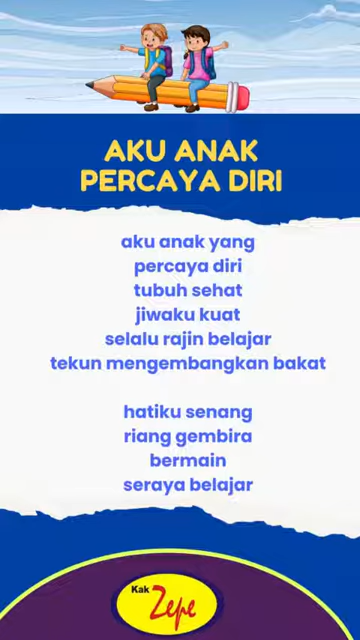 AKU ANAK
PERCAYA DIRI
aku anak yang
percaya diri
tubuh sehat
jiwaku kuat
selalu rajin belajar
tekun mengembangkan bakat
hatiku senang
riang gembira
bermain
seraya belajar
Kak
Zepe